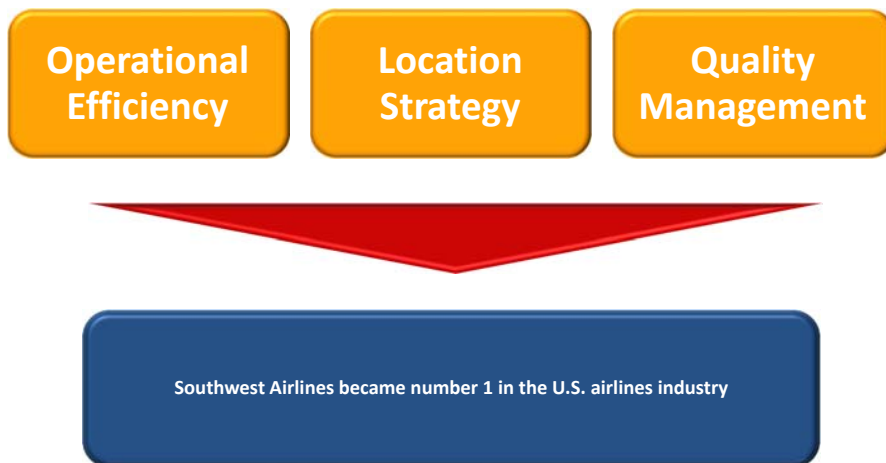 Operational
Efficiency
Location
Strategy
Quality
Management
Southwest Airlines became number 1 in the U.S. airlines industry